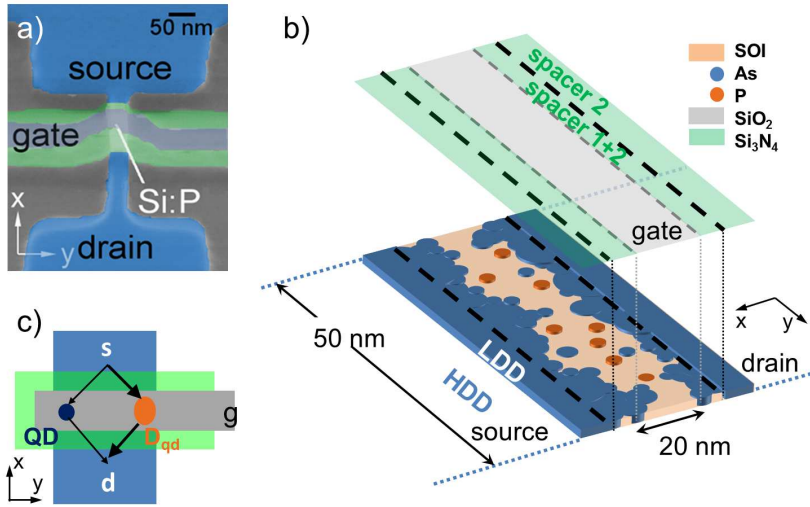 a)
50 nm
source
gate
Si:P
x
y
drain
b)
spacer 2
spacer 1+2
gate
SOI
As
P
SiO₂
Si₃N₄
50 nm
LDD
HDD
source
20 nm
drain
x
y
c)
s
g
QD
D_qd
d
x
y